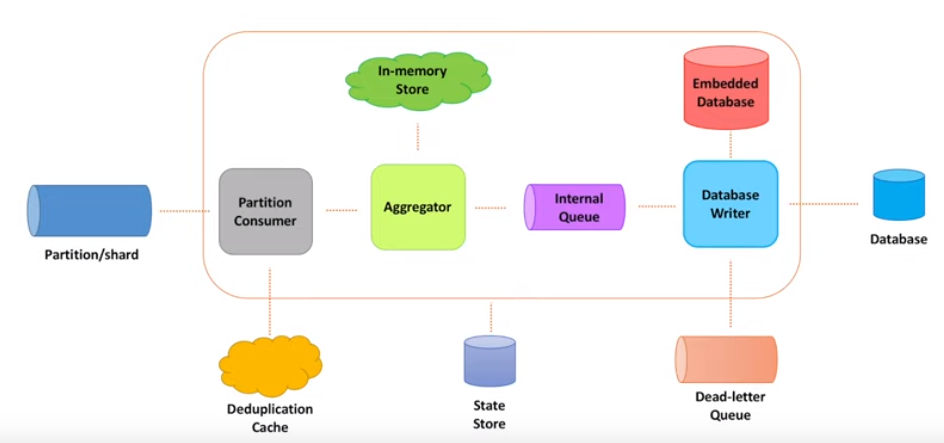 In-memory
Store
Embedded
Database
Partition
Consumer
Aggregator
Internal
Queue
Database
Writer
Partition/shard
Database
Deduplication
Cache
State
Store
Dead-letter
Queue